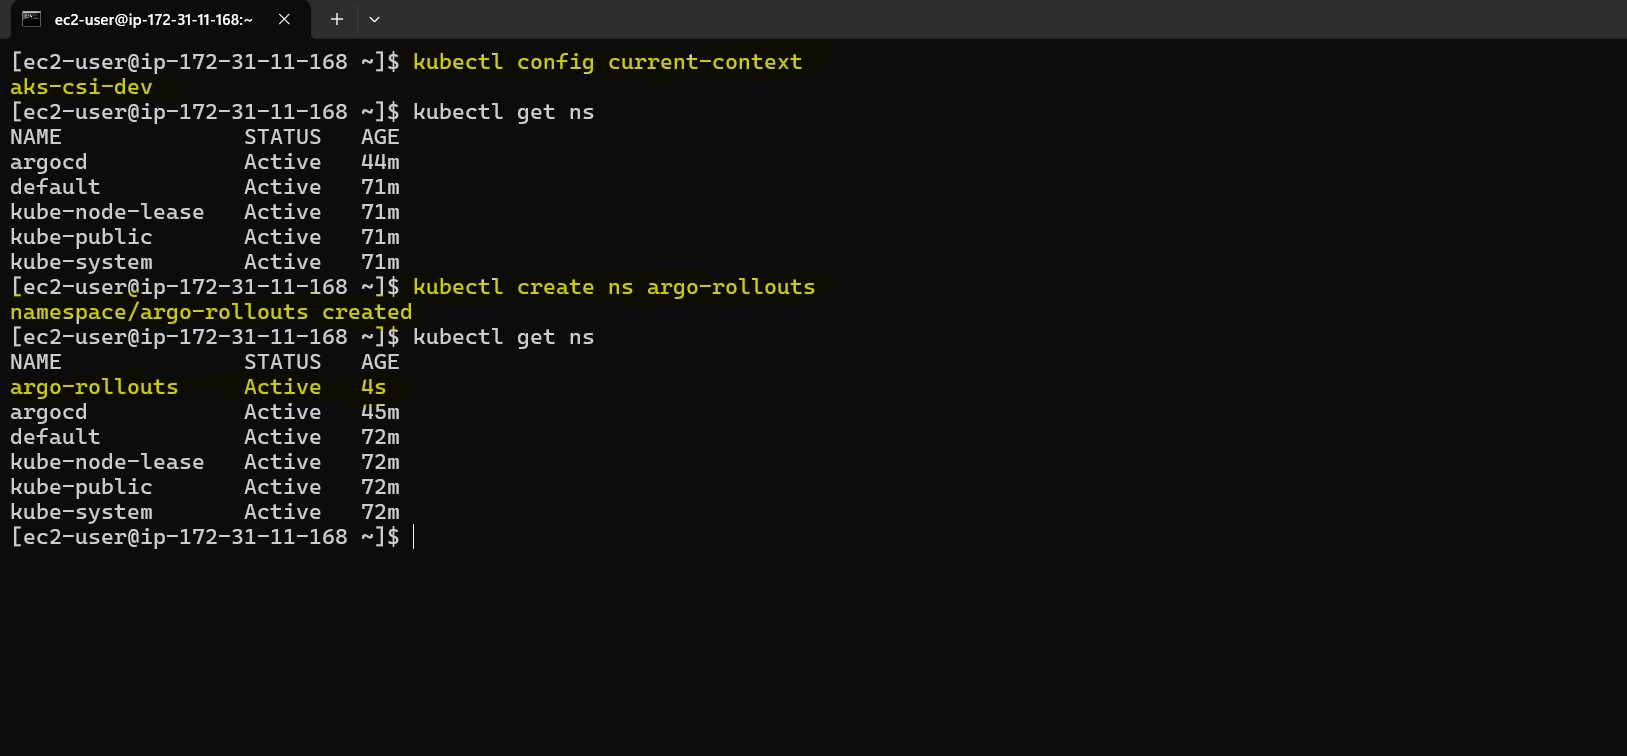 ec2-user@ip-172-31-11-168:~
[ec2-user@ip-172-31-11-168 ~]$ kubectl config current-context
aks-csi-dev
[ec2-user@ip-172-31-11-168 ~]$ kubectl get ns
NAME              STATUS   AGE
argocd            Active   44m
default           Active   71m
kube-node-lease   Active   71m
kube-public       Active   71m
kube-system       Active   71m
[ec2-user@ip-172-31-11-168 ~]$ kubectl create ns argo-rollouts
namespace/argo-rollouts created
[ec2-user@ip-172-31-11-168 ~]$ kubectl get ns
NAME              STATUS   AGE
argo-rollouts     Active   4s
argocd            Active   45m
default           Active   72m
kube-node-lease   Active   72m
kube-public       Active   72m
kube-system       Active   72m
[ec2-user@ip-172-31-11-168 ~]$